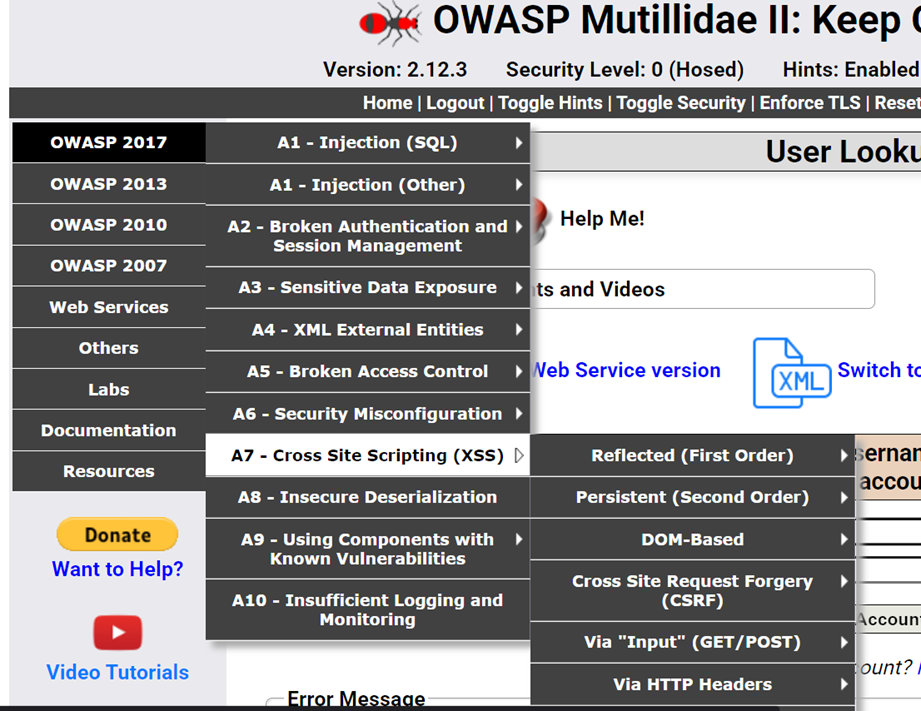 OWASP Mutillidae II: Keep
Version: 2.12.3 Security Level: 0 (Hosed) Hints: Enabled
Home | Logout | Toggle Hints | Toggle Security | Enforce TLS | Reset
OWASP 2017
OWASP 2013
OWASP 2010
OWASP 2007
Web Services
Others
Labs
Documentation
Resources
Donate
Want to Help?
Video Tutorials
A1 - Injection (SQL)
A1 - Injection (Other)
A2 - Broken Authentication and
Session Management
A3 - Sensitive Data Exposure
A4 - XML External Entities
A5 - Broken Access Control
A6 - Security Misconfiguration
A7 - Cross Site Scripting (XSS)
A8 - Insecure Deserialization
A9 - Using Components with
Known Vulnerabilities
A10 - Insufficient Logging and
Monitoring
Reflected (First Order)
Persistent (Second Order)
DOM-Based
Cross Site Request Forgery
(CSRF)
Via "Input" (GET/POST)
Via HTTP Headers
User
Help Me!
and Videos
Web Service version
XML
Switch to
Error Message